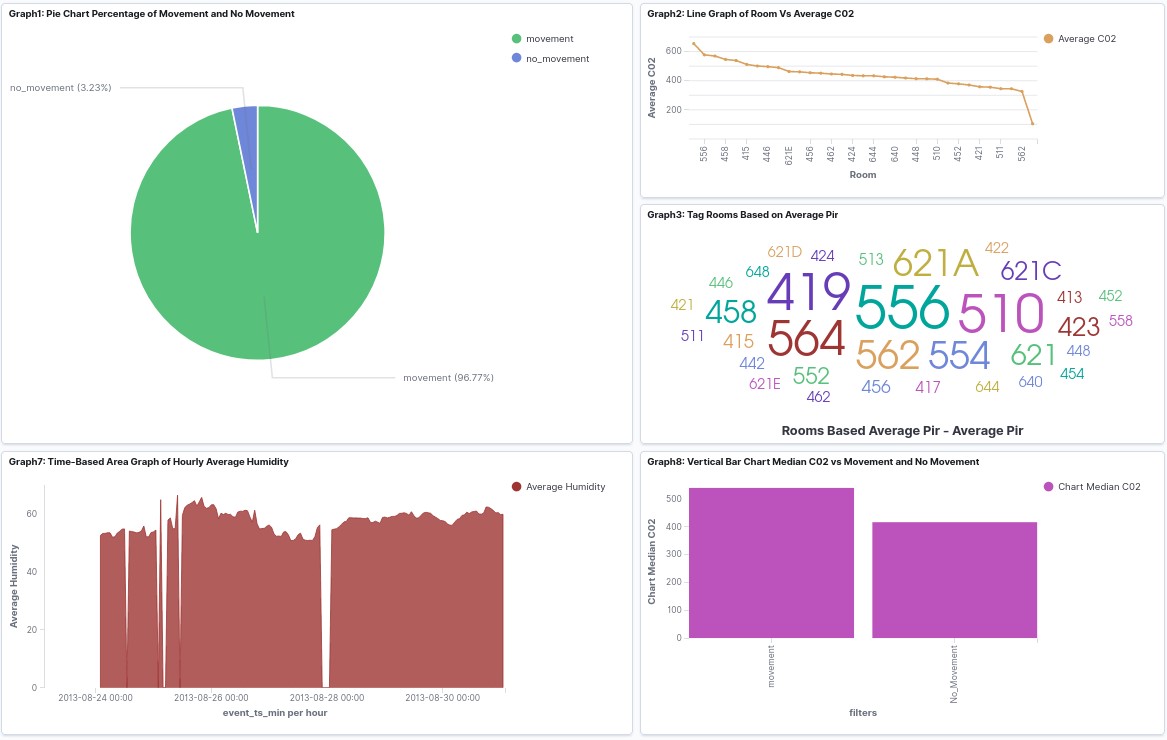 Graph1: Pie Chart Percentage of Movement and No Movement
movement
no_movement
no_movement (3.23%)
movement (96.77%)
Graph2: Line Graph of Room Vs Average C02
Average C02
600
400
200
Average C02
556
458
415
446
621E
456
462
424
644
640
448
510
452
421
511
562
Room
Graph3: Tag Rooms Based on Average Pir
621D
424
513
621A
422
648
621C
446
419
556
510
413
452
421
458
423
558
511
564
415
562
554
621
448
442
552
454
621E
456
417
644
640
462
Rooms Based Average Pir - Average Pir
Graph7: Time-Based Area Graph of Hourly Average Humidity
Average Humidity
60
40
20
0
Average Humidity
2013-08-24 00:00
2013-08-26 00:00
2013-08-28 00:00
2013-08-30 00:00
event_ts_min per hour
Graph8: Vertical Bar Chart Median C02 vs Movement and No Movement
Chart Median C02
500
400
300
200
100
0
Chart Median C02
movement
No_Movement
filters